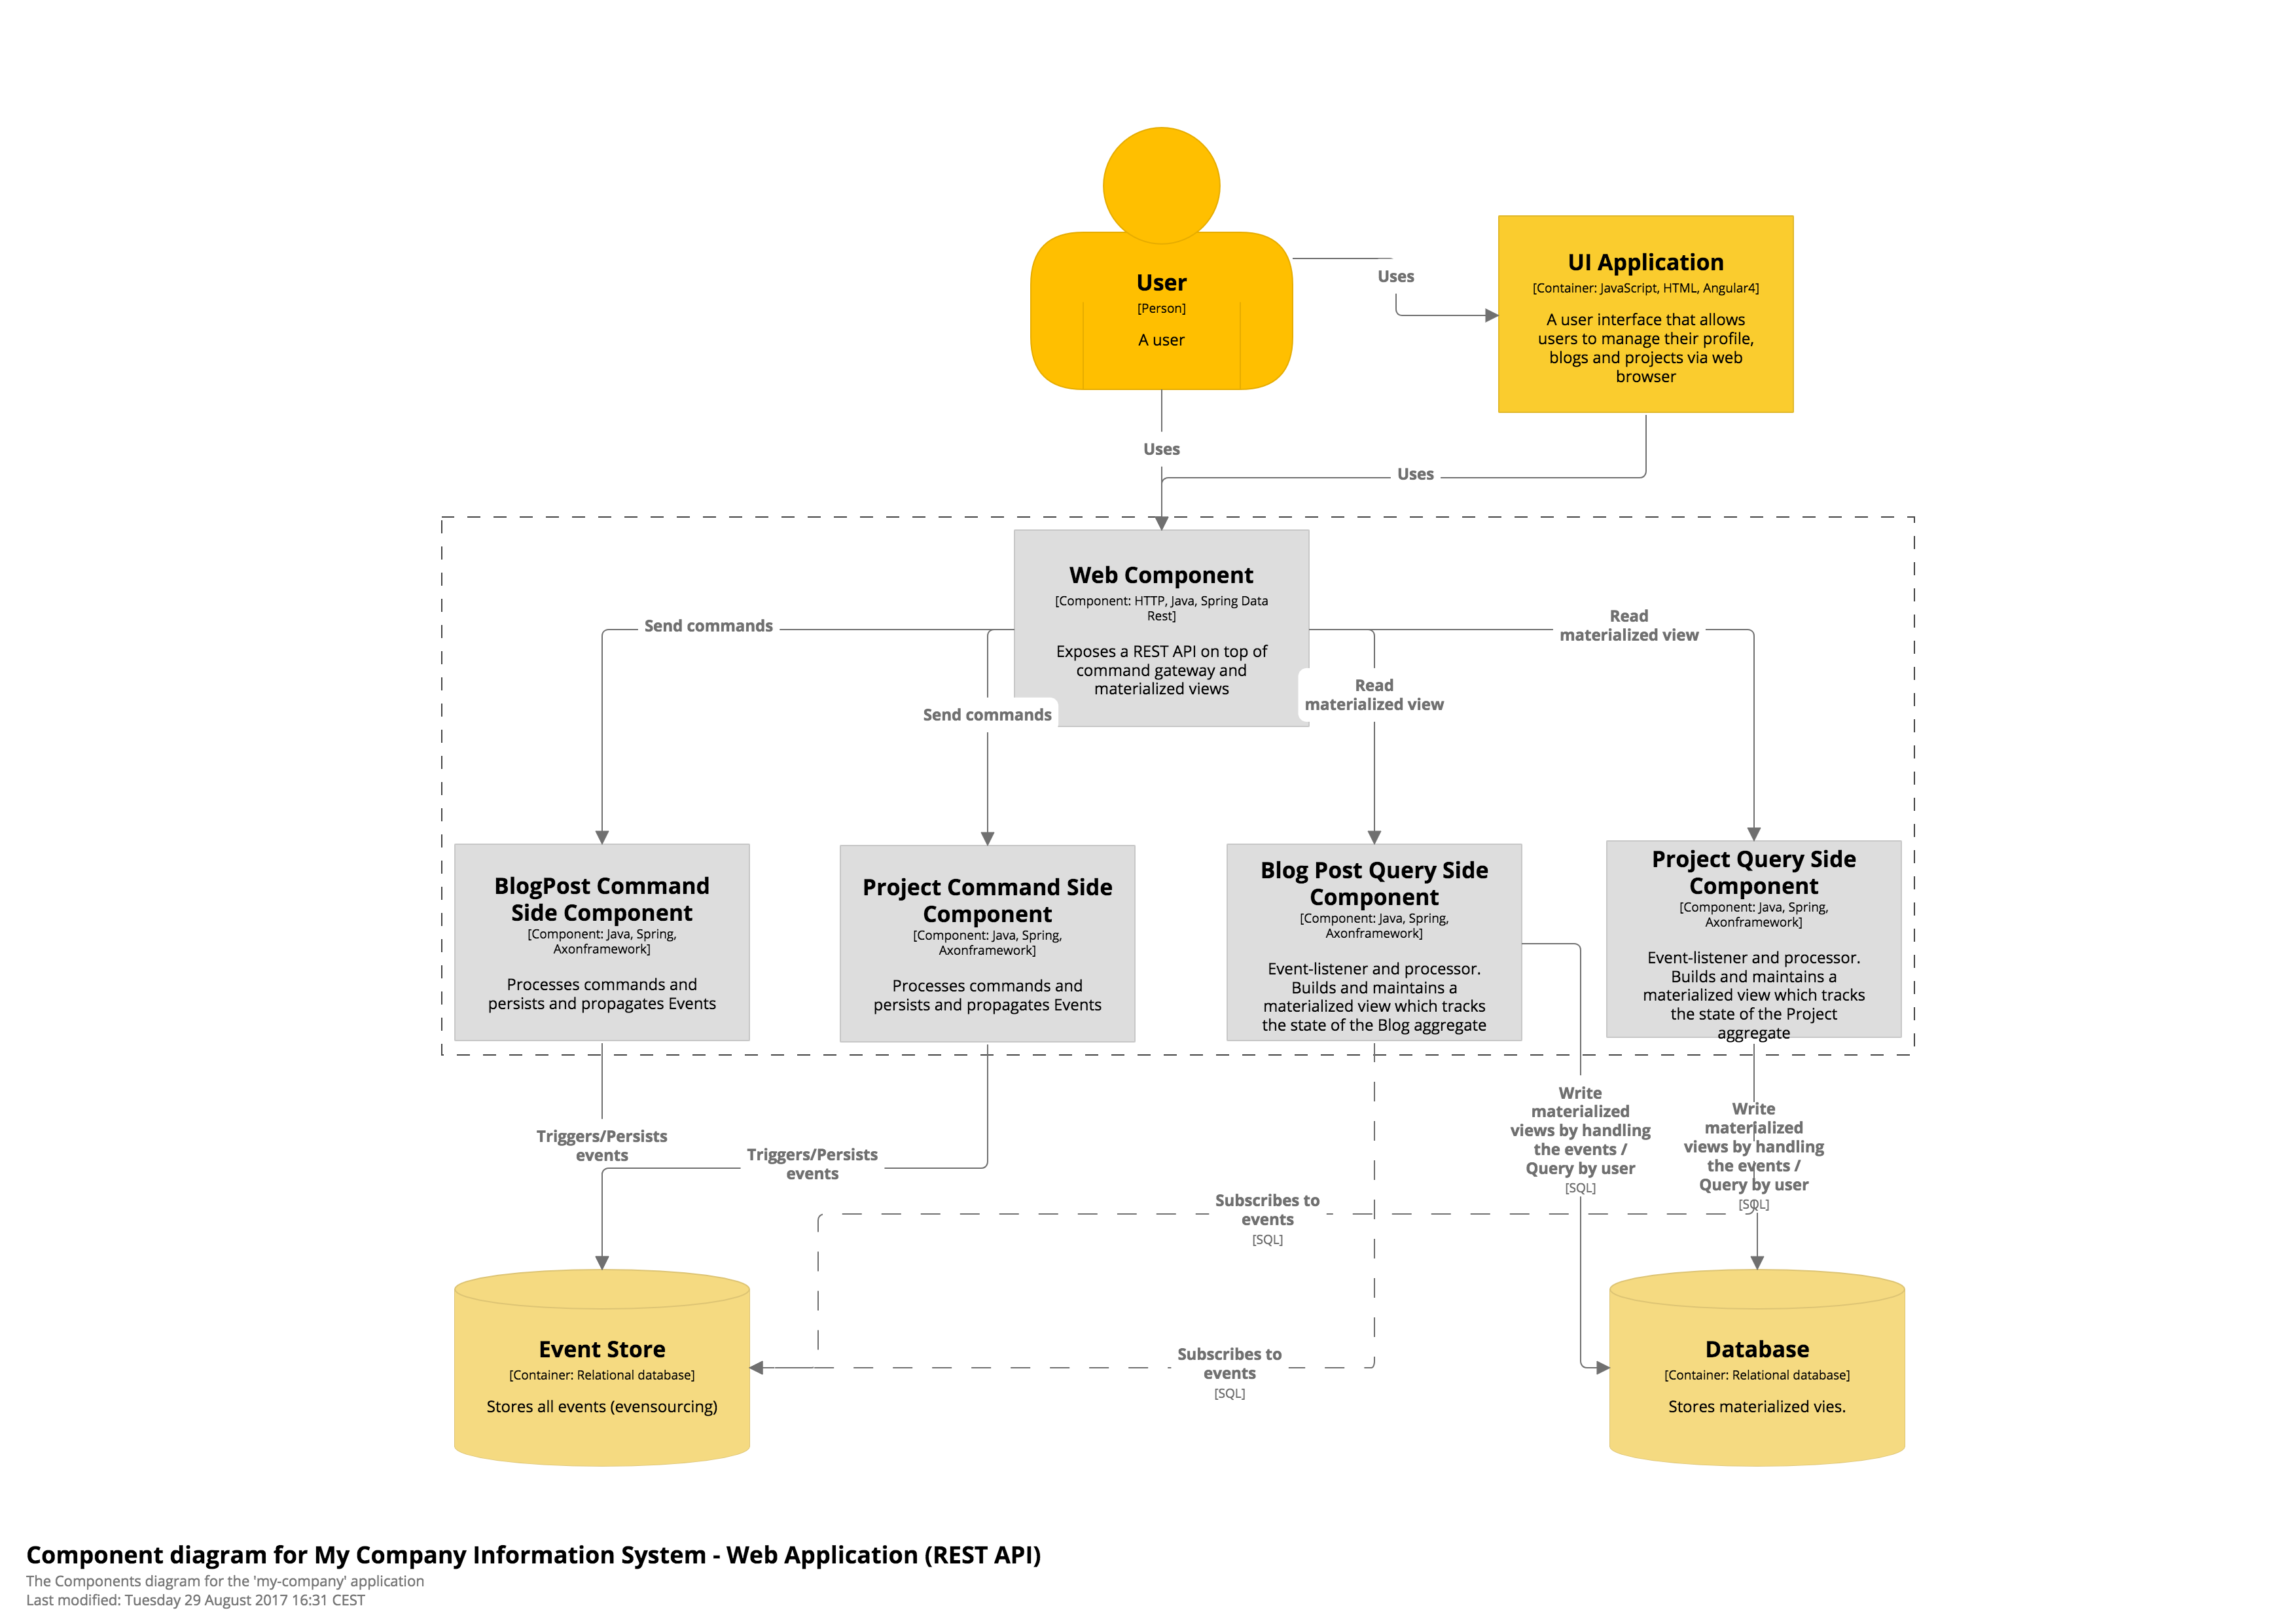 User
[Person]
A user
Uses
UI Application
[Container: JavaScript, HTML, Angular4]
A user interface that allows
users to manage their profile,
blogs and projects via web
browser
Uses
Uses
Web Component
[Component: HTTP, Java, Spring Data
Rest]
Exposes a REST API on top of
command gateway and
materialized views
Send commands
Send commands
Read
materialized view
Read
materialized view
BlogPost Command
Side Component
[Component: Java, Spring,
Axonframework]
Processes commands and
persists and propagates Events
Project Command Side
Component
[Component: Java, Spring,
Axonframework]
Processes commands and
persists and propagates Events
Blog Post Query Side
Component
[Component: Java, Spring,
Axonframework]
Event-listener and processor.
Builds and maintains a
materialized view which tracks
the state of the Blog aggregate
Project Query Side
Component
[Component: Java, Spring,
Axonframework]
Event-listener and processor.
Builds and maintains a
materialized view which tracks
the state of the Project
aggregate
Triggers/Persists
events
Triggers/Persists
events
Write
materialized
views by handling
the events /
Query by user
[SQL]
Write
materialized
views by handling
the events /
Query by user
[SQL]
Subscribes to
events
[SQL]
Subscribes to
events
[SQL]
Event Store
[Container: Relational database]
Stores all events (evensourcing)
Database
[Container: Relational database]
Stores materialized vies.
Component diagram for My Company Information System - Web Application (REST API)
The Components diagram for the 'my-company' application
Last modified: Tuesday 29 August 2017 16:31 CEST